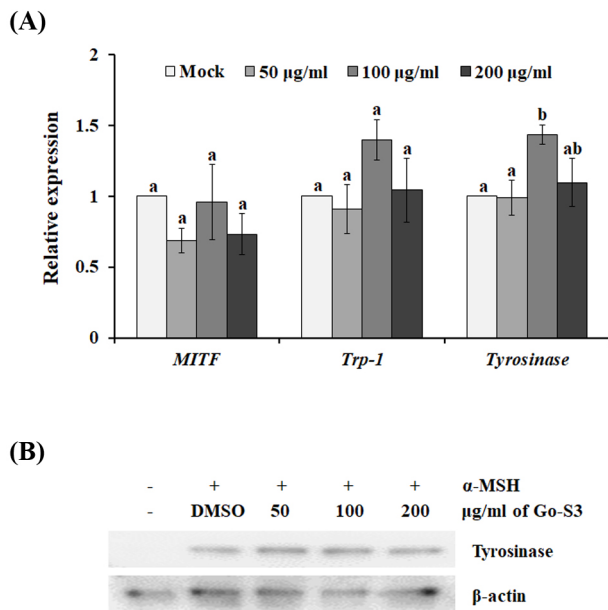 (A)
2
Mock 50 μg/ml 100 μg/ml 200 μg/ml
a b
1.5
a a a a a a a a a ab
1
Relative expression
0.5
0
MITF Trp-1 Tyrosinase
(B)
- + + + + α-MSH
- DMSO 50 100 200 μg/ml of Go-S3
Tyrosinase
β-actin